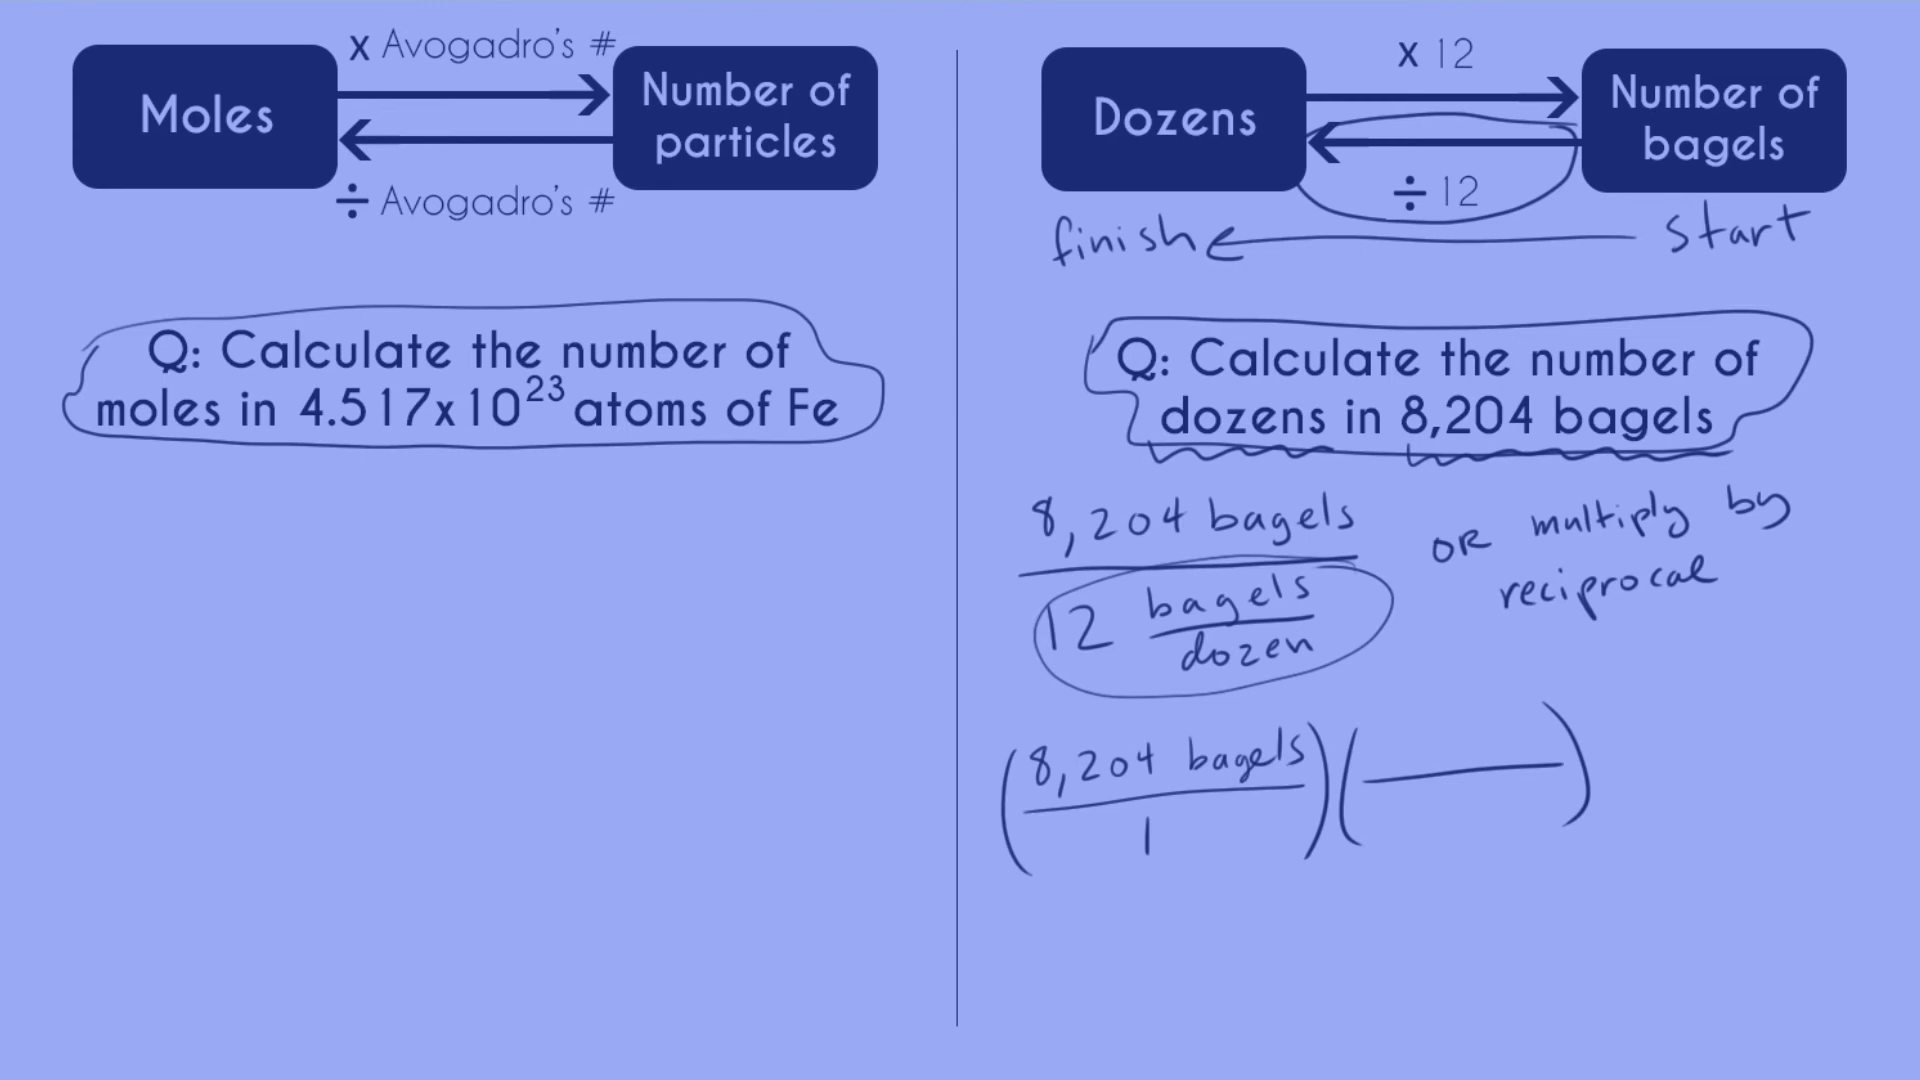 x Avogadro's #
Moles
Number of
particles
÷ Avogadro's #
Q: Calculate the number of
moles in 4.517x10²³ atoms of Fe
x 12
Dozens
Number of
bagels
÷ 12
finish
start
Q: Calculate the number of
dozens in 8,204 bagels
8,204 bagels
12 bagels
dozen
OR multiply by
reciprocal
8,204 bagels
1